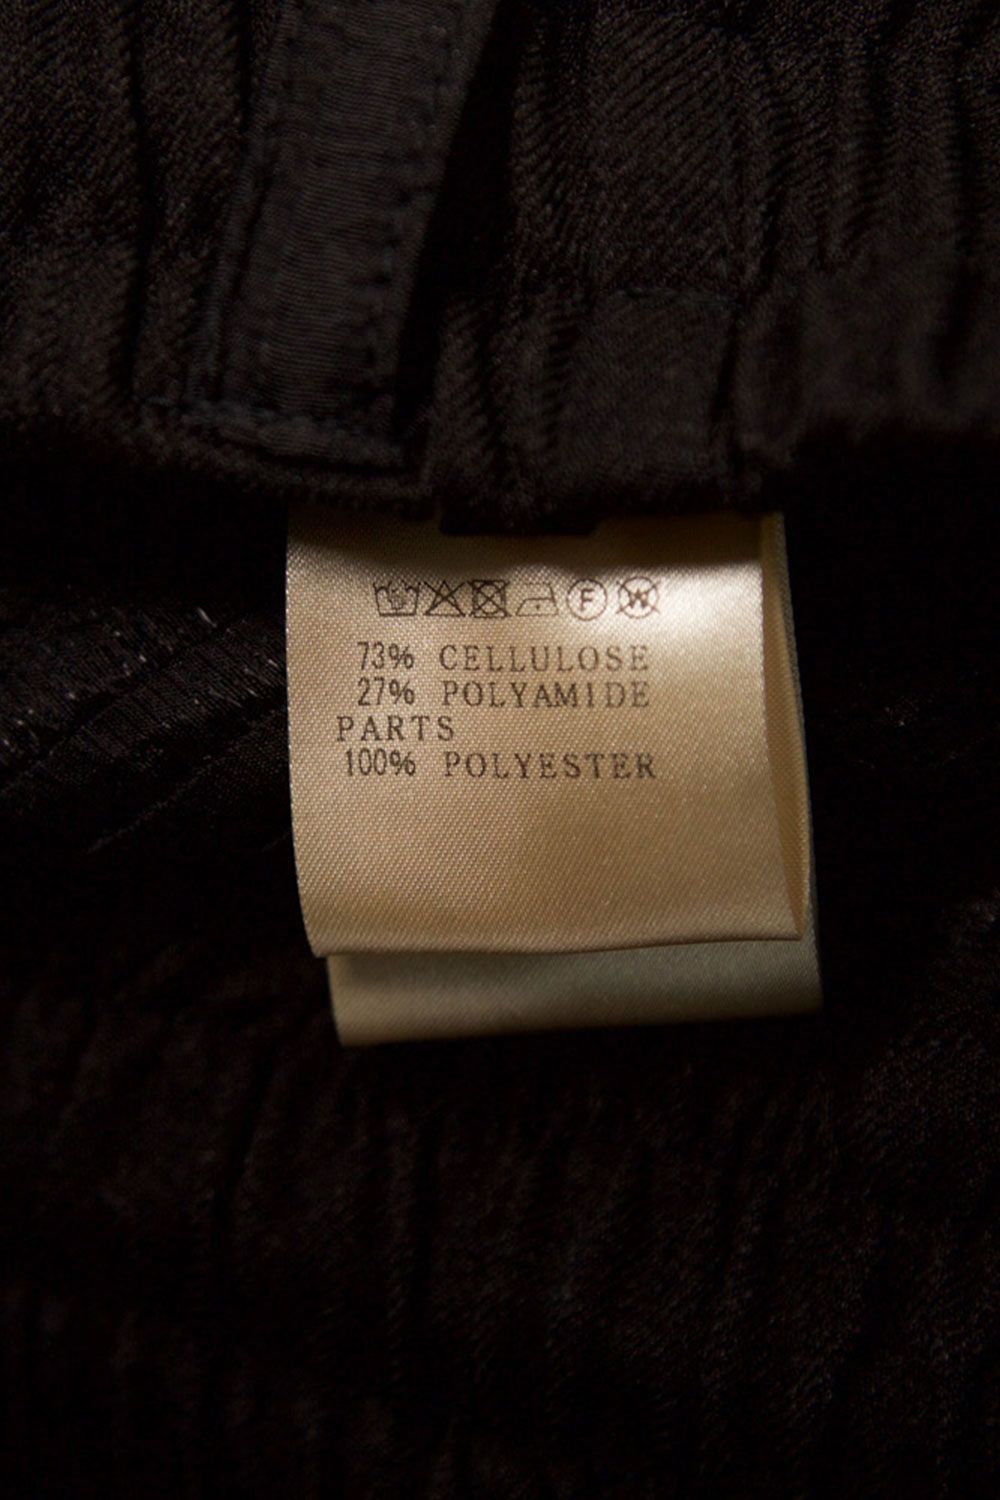 F W
73% CELLULOSE
27% POLYAMIDE
PARTS
100% POLYESTER